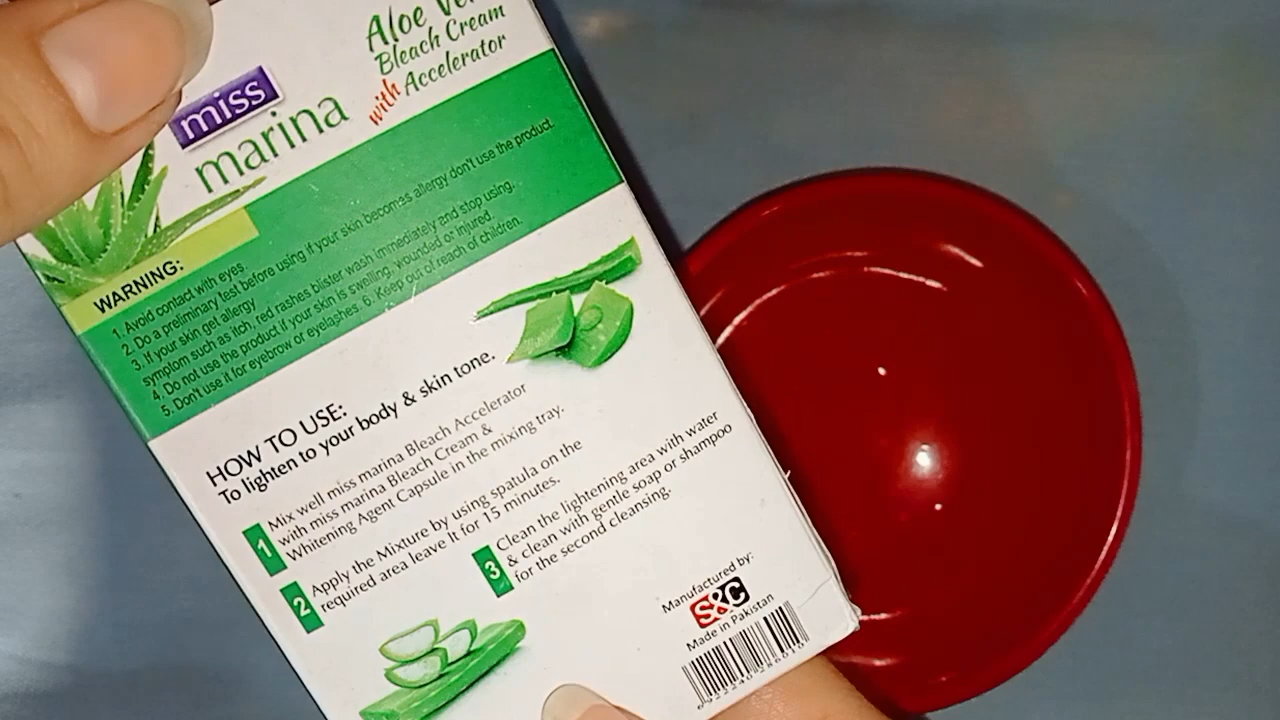 miss
marina
Aloe Ve
Bleach Cream
with Accelerator
WARNING:
1. Avoid contact with eyes.
2. Do a preliminary test before using if your skin becomes allergy don't use the product.
3. If your skin get allergy
symptom such as itch, red rashes blister wash immediately and stop using.
4. Do not use the product if your skin is swelling, wounded or injured.
5. Don't use it for eyebrow or eyelashes. 6. Keep out of reach of children.
HOW TO USE:
To lighten to your body & skin tone.
1 Mix well miss marina Bleach Accelerator
with miss marina Bleach Cream &
Whitening Agent Capsule in the mixing tray.
2 Apply the Mixture by using spatula on the
required area leave it for 15 minutes.
3 Clean the lightening area with water
& clean with gentle soap or shampoo
for the second cleansing.
Manufactured by:
S&C
Made in Pakistan